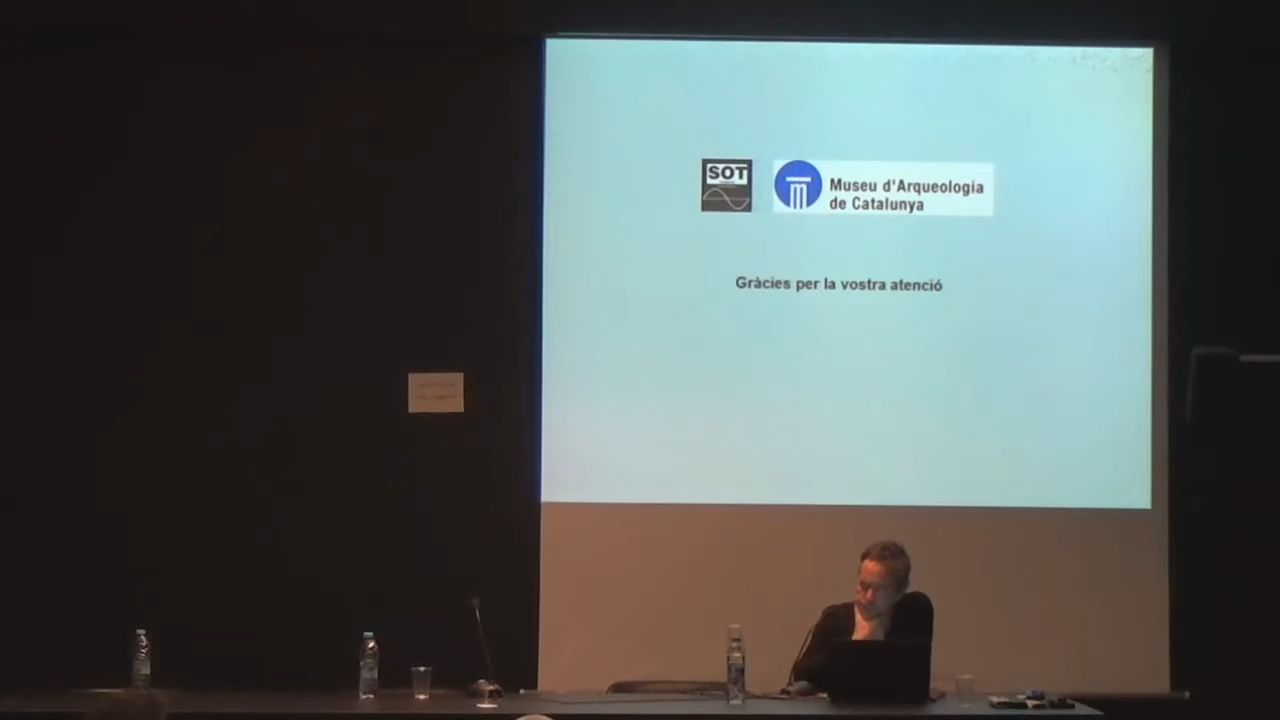 SOT
Museu d'Arqueologia
de Catalunya
Gràcies per la vostra atenció